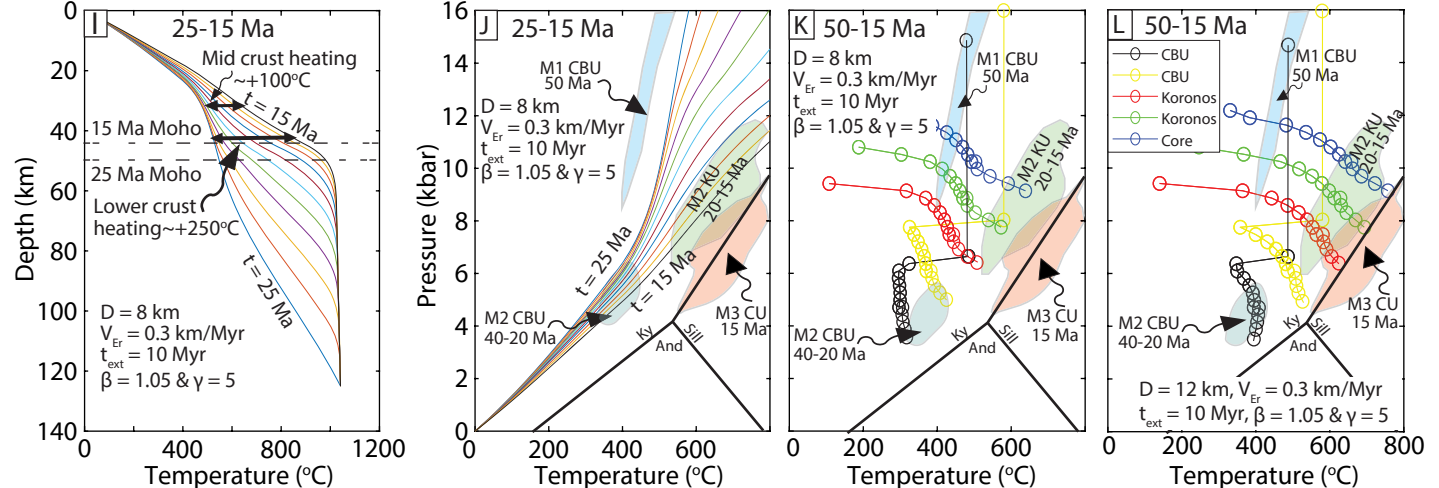 I
25-15 Ma
Mid crust heating
~+100°C
t = 15 Ma
15 Ma Moho
25 Ma Moho
Lower crust
heating~+250°C
t = 25 Ma
D = 8 km
V_Er = 0.3 km/Myr
t_ext = 10 Myr
β = 1.05 & γ = 5
0
20
40
60
80
100
120
140
Depth (km)
0
400
800
1200
Temperature (°C)
J
25-15 Ma
M1 CBU
50 Ma
D = 8 km
V_Er = 0.3 km/Myr
t_ext = 10 Myr
β = 1.05 & γ = 5
M2 KU
20-15 Ma
t = 25 Ma
t = 15 Ma
M3 CU
15 Ma
M2 CBU
40-20 Ma
Ky
Sill
And
16
14
12
10
8
6
4
2
0
Pressure (kbar)
0
200
400
600
Temperature (°C)
K
50-15 Ma
D = 8 km
V_Er = 0.3 km/Myr
t_ext = 10 Myr
β = 1.05 & γ = 5
M1 CBU
50 Ma
M2 KU
20-15 Ma
M3 CU
15 Ma
M2 CBU
40-20 Ma
Ky
Sill
And
0
200
400
600
Temperature (°C)
L
50-15 Ma
CBU
CBU
Koronos
Koronos
Core
M1 CBU
50 Ma
M2 KU
20-15 Ma
M3 CU
15 Ma
M2 CBU
40-20 Ma
Ky
Sill
And
D = 12 km, V_Er = 0.3 km/Myr
t_ext = 10 Myr, β = 1.05 & γ = 5
0
200
400
600
800
Temperature (°C)